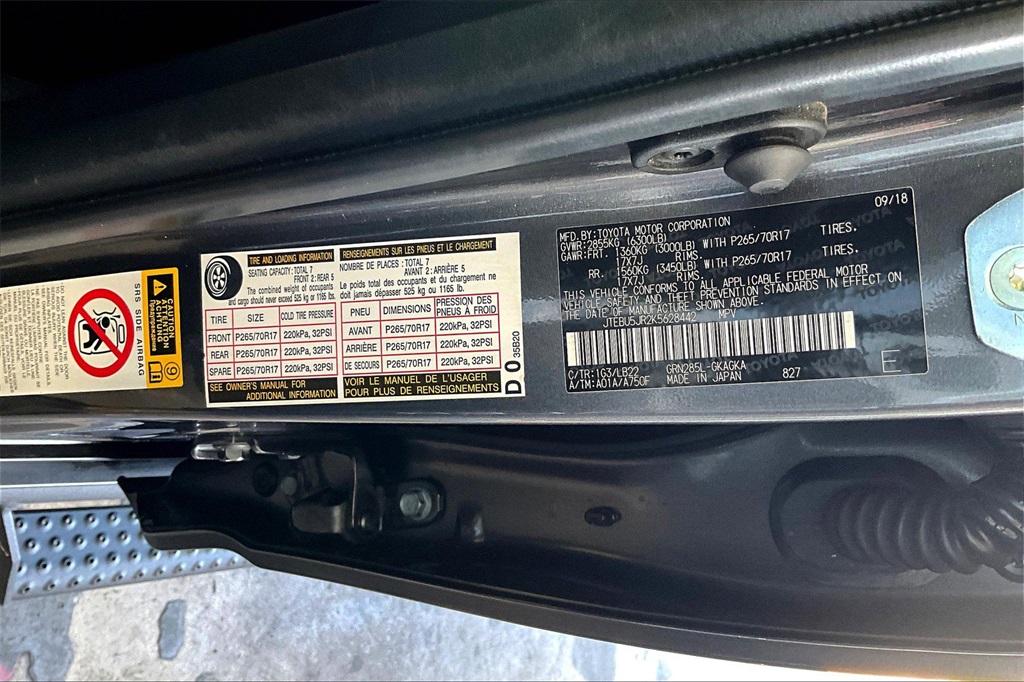 SRS SIDE AIRBAG
CAUTION
ATTENTION
TIRE AND LOADING INFORMATION
SEATING CAPACITY: TOTAL 7
FRONT 2: REAR 5
The combined weight of occupants
and cargo should never exceed 525 kg or 1165 lbs.
TIRE SIZE COLD TIRE PRESSURE
FRONT P265/70R17 220kPa, 32PSI
REAR P265/70R17 220kPa, 32PSI
SPARE P265/70R17 220kPa, 32PSI
SEE OWNER'S MANUAL FOR
ADDITIONAL INFORMATION
RENSEIGNEMENTS SUR LES PNEUS ET LE CHARGEMENT
NOMBRE DE PLACES : TOTAL 7
AVANT 2: ARRIÈRE 5
Le poids total des occupants et du chargement ne
doit jamais dépasser 525 kg ou 1165 lb.
PNEU DIMENSIONS PRESSION DES
PNEUS À FROID
AVANT P265/70R17 220kPa, 32PSI
ARRIÈRE P265/70R17 220kPa, 32PSI
DE SECOURS P265/70R17 220kPa, 32PSI
VOIR LE MANUEL DE L'USAGER
POUR PLUS DE RENSEIGNEMENTS
D0 35B20
09/18
MFD.BY:TOYOTA MOTOR CORPORATION
GVWR:2855KG (6300LB)
GAWR:FRT. 1360KG (3000LB) WITH P265/70R17 TIRES.
17X7J RIMS
RR. 1560KG (3450LB) WITH P265/70R17 TIRES.
17X7J RIMS
THIS VEHICLE CONFORMS TO ALL APPLICABLE FEDERAL MOTOR
VEHICLE SAFETY AND THEFT PREVENTION STANDARDS IN EFFECT ON
THE DATE OF MANUFACTURE SHOWN ABOVE.
JTEBU5JR2K5628442 MPV
C/TR:1G3/LB22 GRN285L-GKAGKA
A/TM:A01A/A750F MADE IN JAPAN 827
E